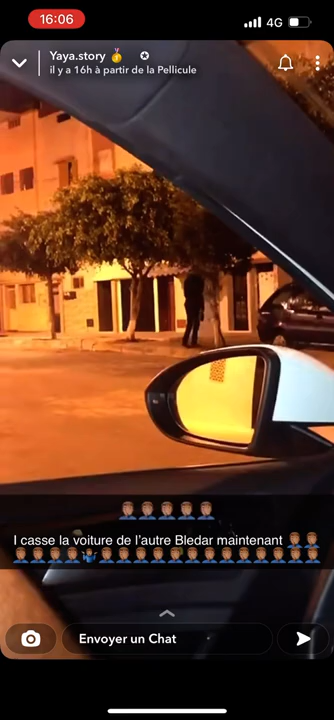 16:06
4G
Yaya.story 🥇 ✪
il y a 16h à partir de la Pellicule
🤦🏽‍♂️🤦🏽‍♂️🤦🏽‍♂️🤦🏽‍♂️🤦🏽‍♂️
I casse la voiture de l'autre Bledar maintenant 🤦🏽‍♂️🤦🏽‍♂️
🤦🏽‍♂️🤦🏽‍♂️🤦🏽‍♂️🤦🏽‍♂️🤷🏽‍♂️🤦🏽‍♂️🤦🏽‍♂️🤦🏽‍♂️🤦🏽‍♂️🤦🏽‍♂️🤦🏽‍♂️🤦🏽‍♂️🤦🏽‍♂️🤦🏽‍♂️🤦🏽‍♂️🤦🏽‍♂️🤦🏽‍♂️🤦🏽‍♂️
Envoyer un Chat